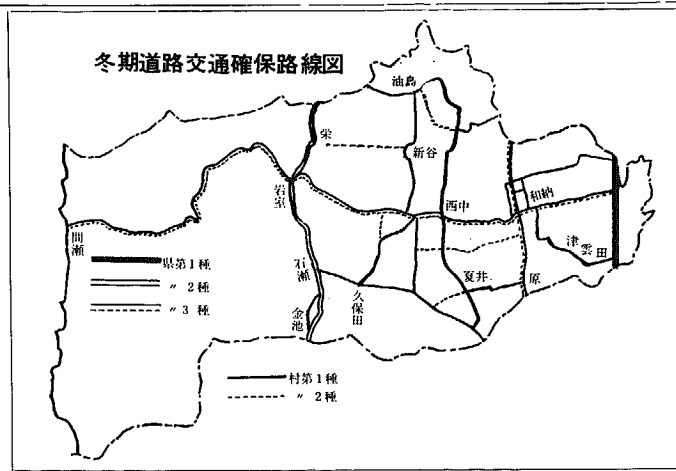 冬期道路交通確保路線図
油島
栄
新谷
岩室
西中
和納
間瀬
石瀬
夏井
原
津雲田
金池
久保田
県第1種
〃 2種
〃 3種
村第1種
〃 2種